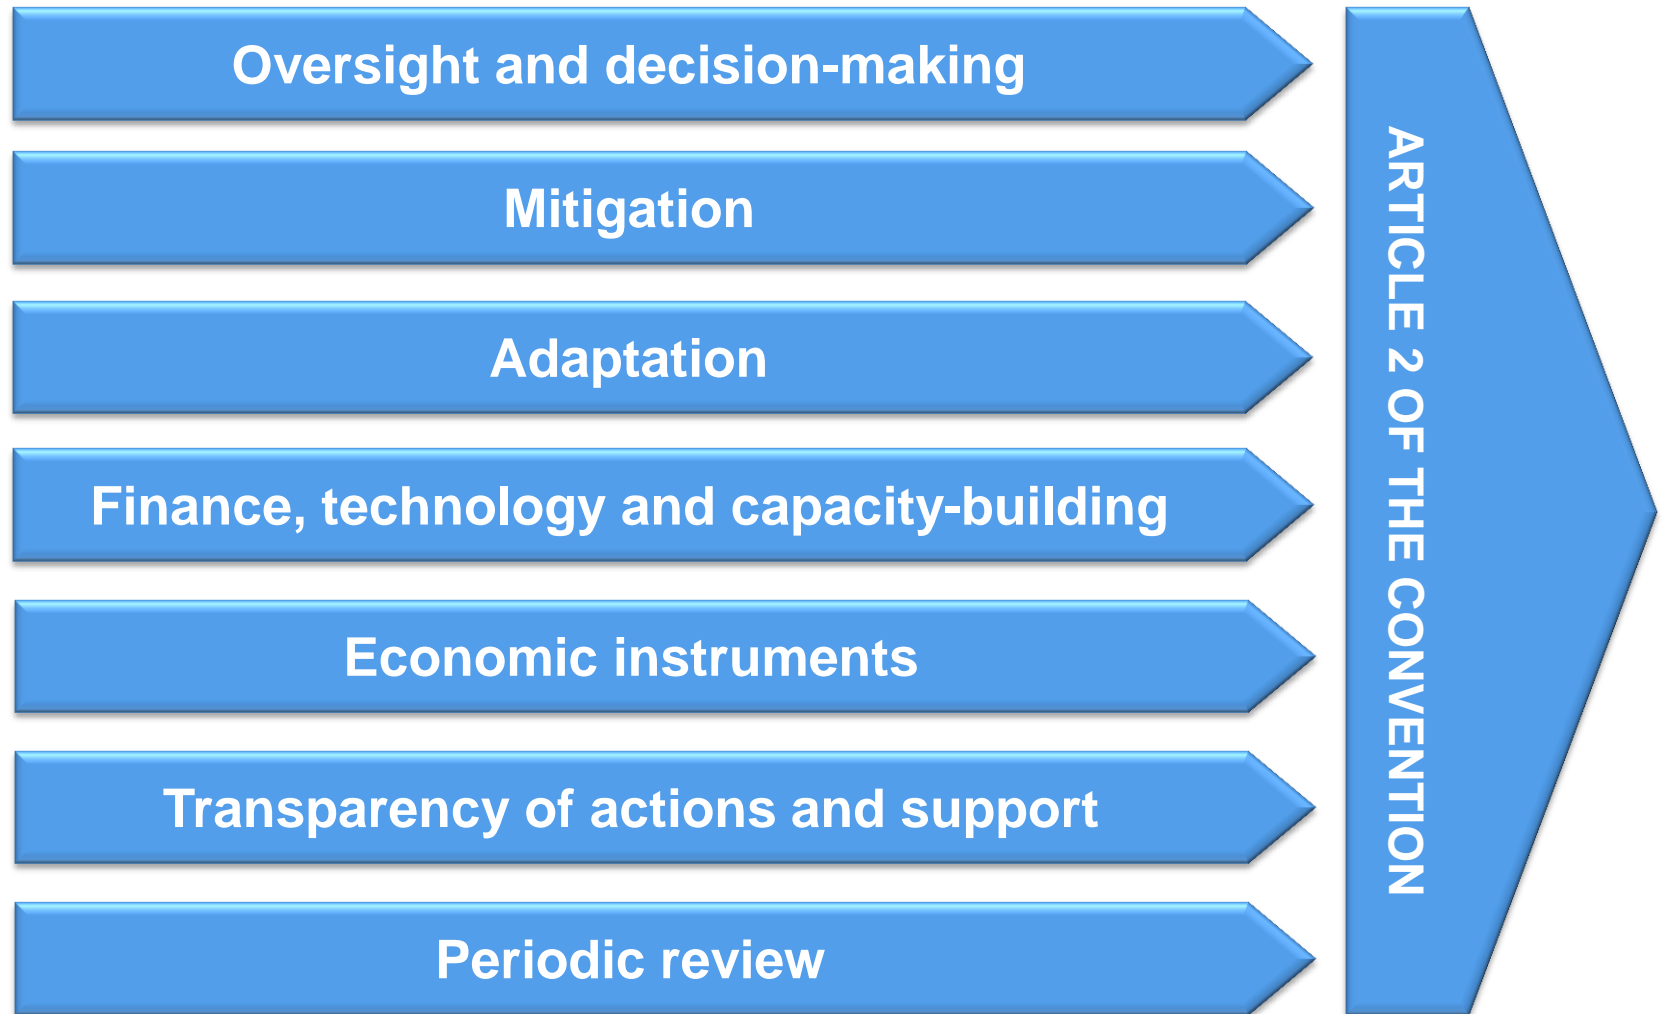 Oversight and decision-making
Mitigation
Adaptation
Finance, technology and capacity-building
Economic instruments
Transparency of actions and support
Periodic review
ARTICLE 2 OF THE CONVENTION